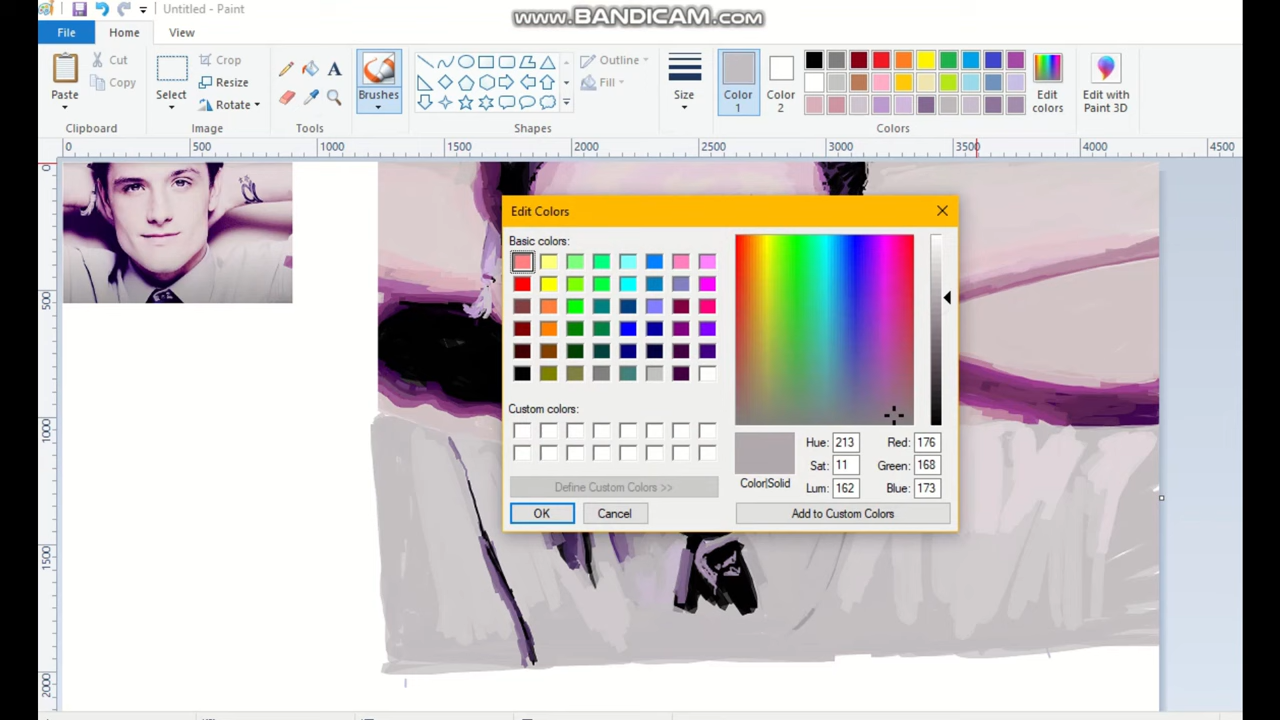 Untitled - Paint
www.BANDICAM.com
File Home View
Cut
Copy
Paste
Crop
Resize
Rotate
Select
Brushes
Outline
Fill
Size
Color 1
Color 2
Edit colors
Edit with Paint 3D
Clipboard Image Tools Shapes Colors
0 500 1000 1500 2000 2500 3000 3500 4000 4500
0
500
1000
1500
2000
Edit Colors
Basic colors:
Custom colors:
Define Custom Colors >>
OK Cancel
Color|Solid
Hue: 213 Red: 176
Sat: 11 Green: 168
Lum: 162 Blue: 173
Add to Custom Colors